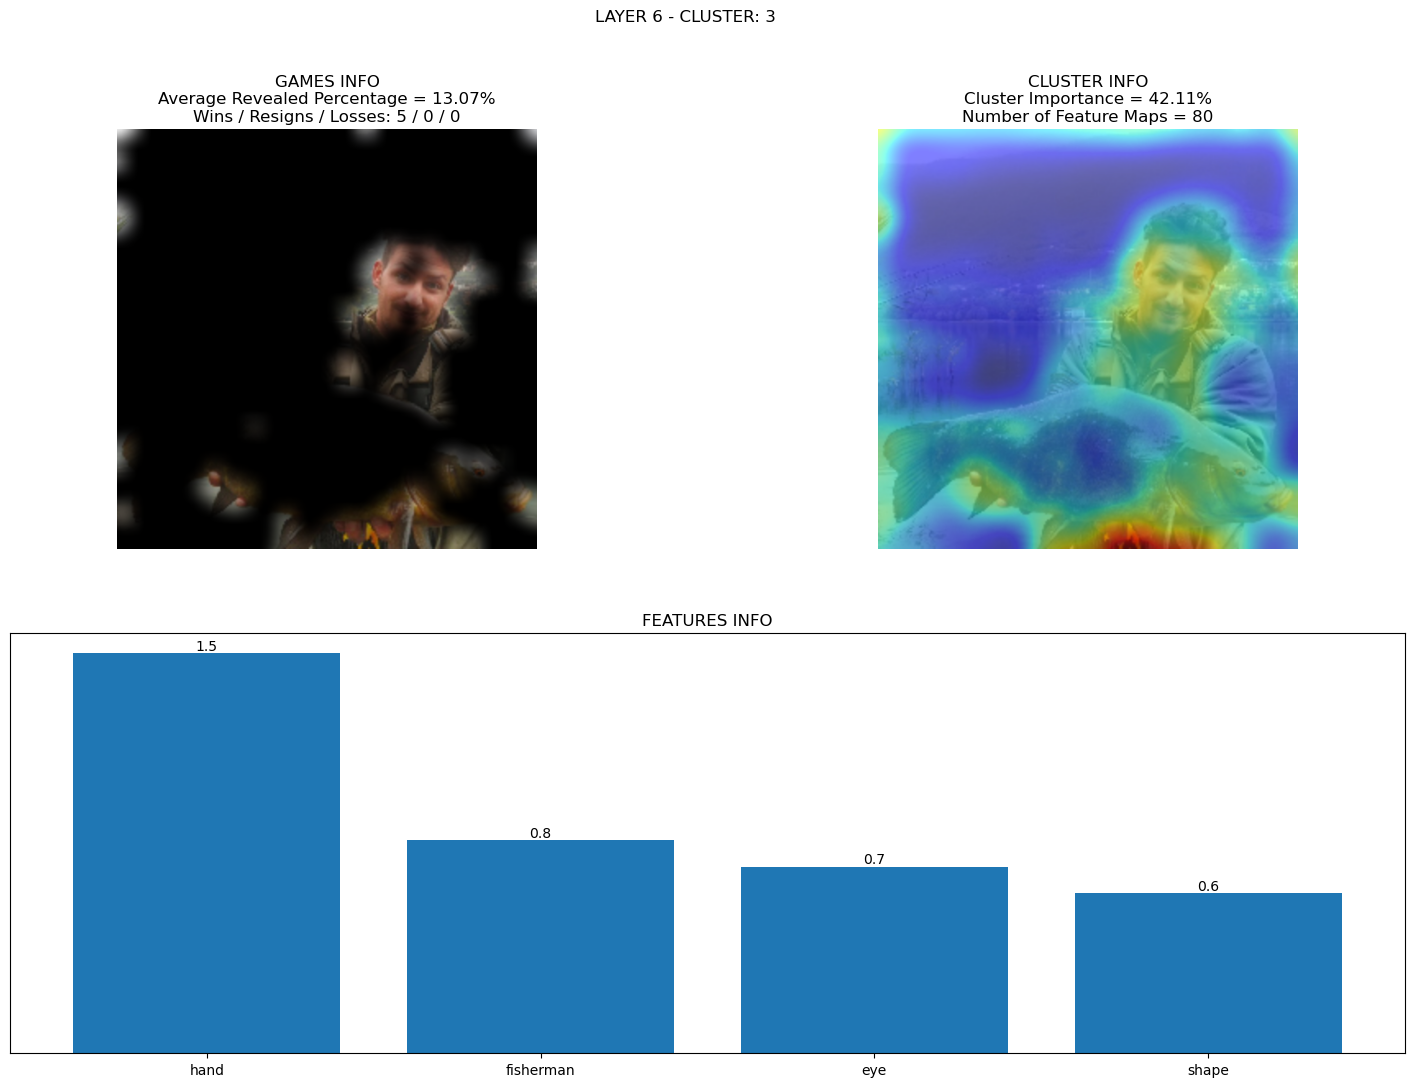 LAYER 6 - CLUSTER: 3
GAMES INFO
Average Revealed Percentage = 13.07%
Wins / Resigns / Losses: 5 / 0 / 0
CLUSTER INFO
Cluster Importance = 42.11%
Number of Feature Maps = 80
FEATURES INFO
1.5
0.8
0.7
0.6
hand
fisherman
eye
shape